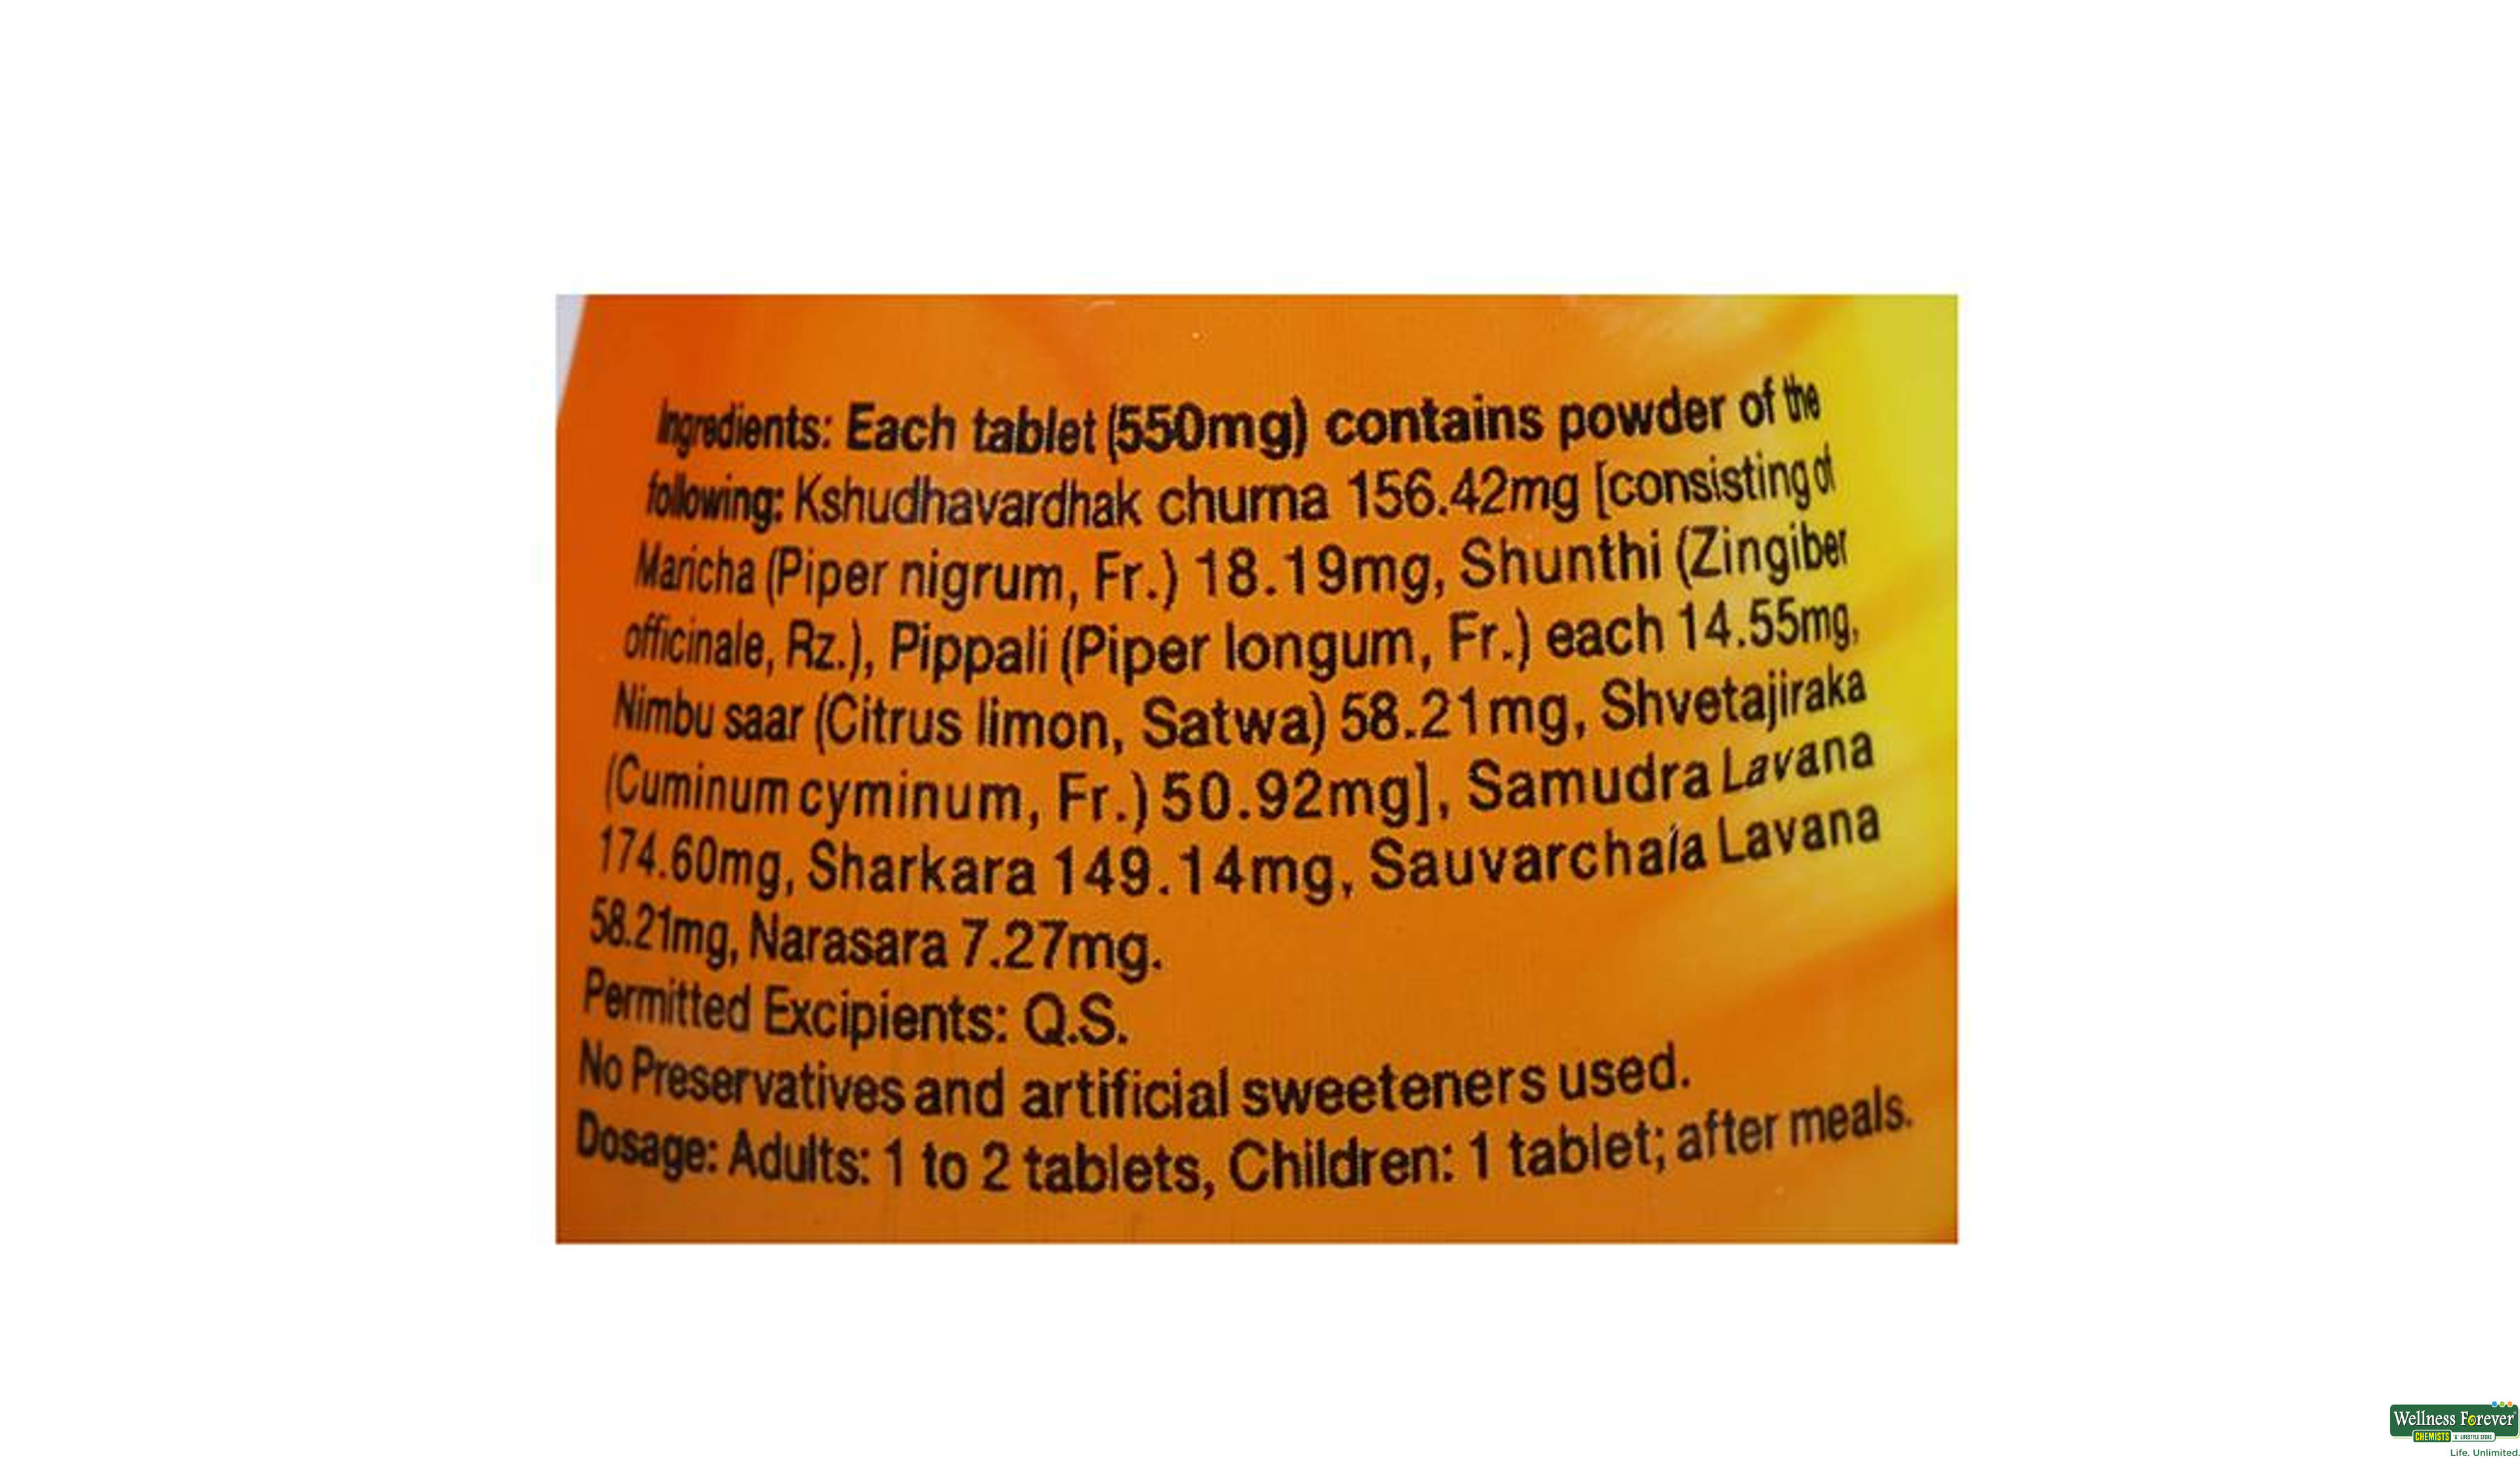 Ingredients: Each tablet (550mg) contains powder of the
following: Kshudhavardhak churna 156.42mg [consisting of
Maricha (Piper nigrum, Fr.) 18.19mg, Shunthi (Zingiber
officinale, Rz.), Pippali (Piper longum, Fr.) each 14.55mg,
Nimbu saar (Citrus limon, Satwa) 58.21mg, Shvetajiraka
(Cuminum cyminum, Fr.) 50.92mg], Samudra Lavana
174.60mg, Sharkara 149.14mg, Sauvarchala Lavana
58.21mg, Narasara 7.27mg.
Permitted Excipients: Q.S.
No Preservatives and artificial sweeteners used.
Dosage: Adults: 1 to 2 tablets, Children: 1 tablet; after meals.
Wellness Forever
CHEMISTS & LIFESTYLE STORE
Life. Unlimited.